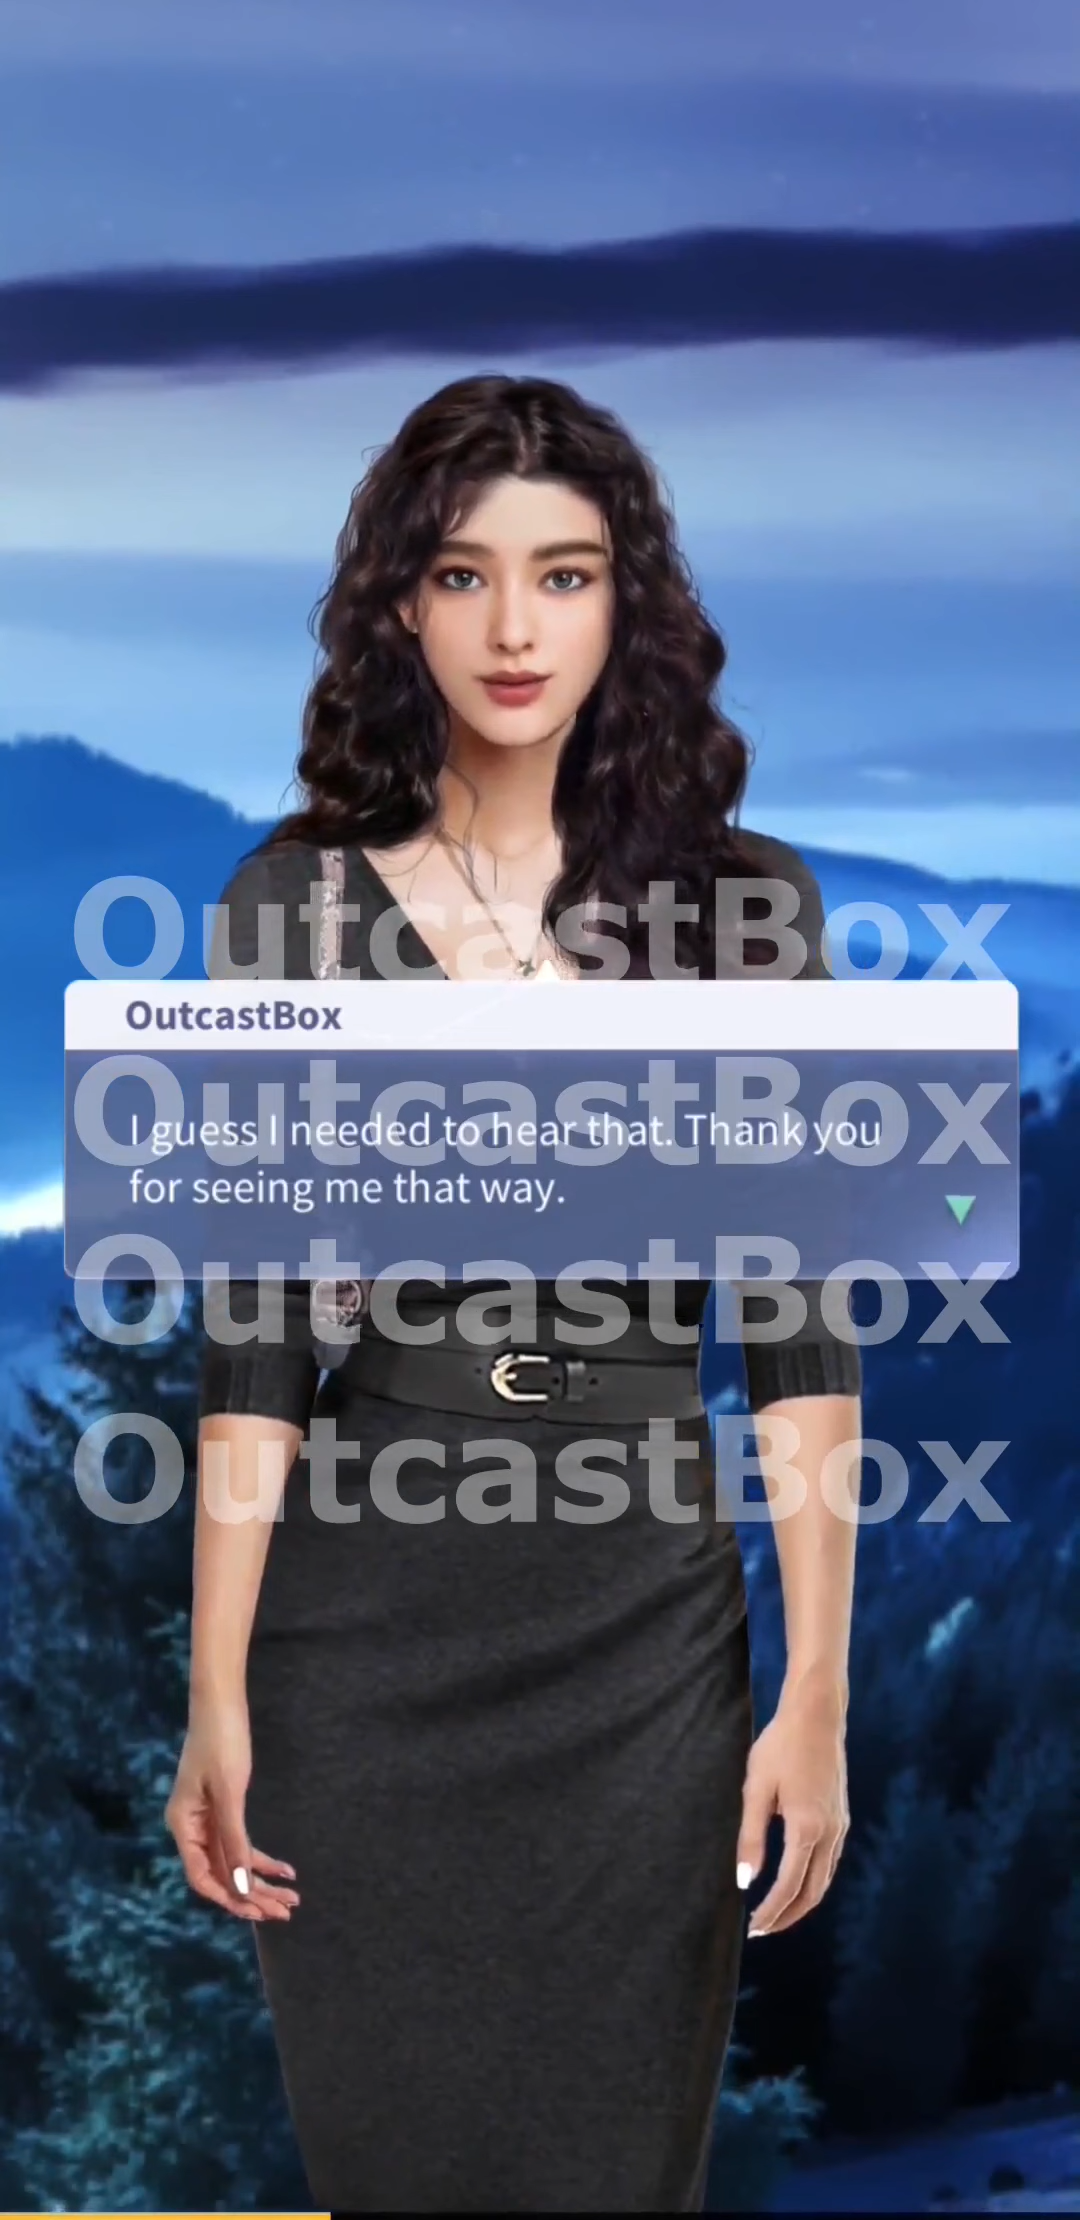 OutcastBox
OutcastBox
OutcastBox
I guess I needed to hear that. Thank you
for seeing me that way.
OutcastBox
OutcastBox